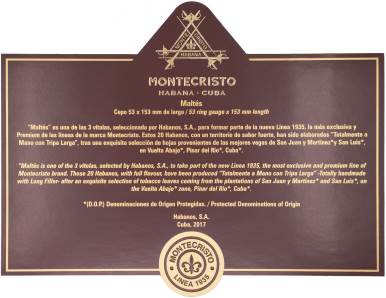 HABANA
MONTECRISTO
HABANA · CUBA
Maltés
Cepo 53 x 153 mm de largo / 53 ring gauge x 153 mm length
"Maltés" es una de las 3 vitolas, seleccionada por Habanos, S.A., para formar parte de la nueva Línea 1935, la más exclusiva y
Premium de las líneas de la marca Montecristo. Estos 20 Habanos, con un territorio de sabor fuerte, han sido elaborados "Totalmente a
Mano con Tripa Larga", tras una exquisita selección de hojas provenientes de las mejores vegas de San Juan y Martínez* y San Luis*,
en Vuelta Abajo*, Pinar del Río*, Cuba*.
"Maltés is one of the 3 vitolas, selected by Habanos, S.A., to take part of the new Línea 1935, the most exclusive and premium line of
Montecristo brand. These 20 Habanos, with full flavour, have been produced "Totalmente a Mano con Tripa Larga" -Totally handmade
with Long Filler- after an exquisite selection of tobacco leaves coming from the plantations of San Juan y Martínez* and San Luis*, on
the Vuelta Abajo* zone, Pinar del Río*, Cuba*.
*(D.O.P.) Denominaciones de Origen Protegidas. / Protected Denominations of Origin
Habanos, S.A.
Cuba, 2017
MONTECRISTO
LINEA 1935